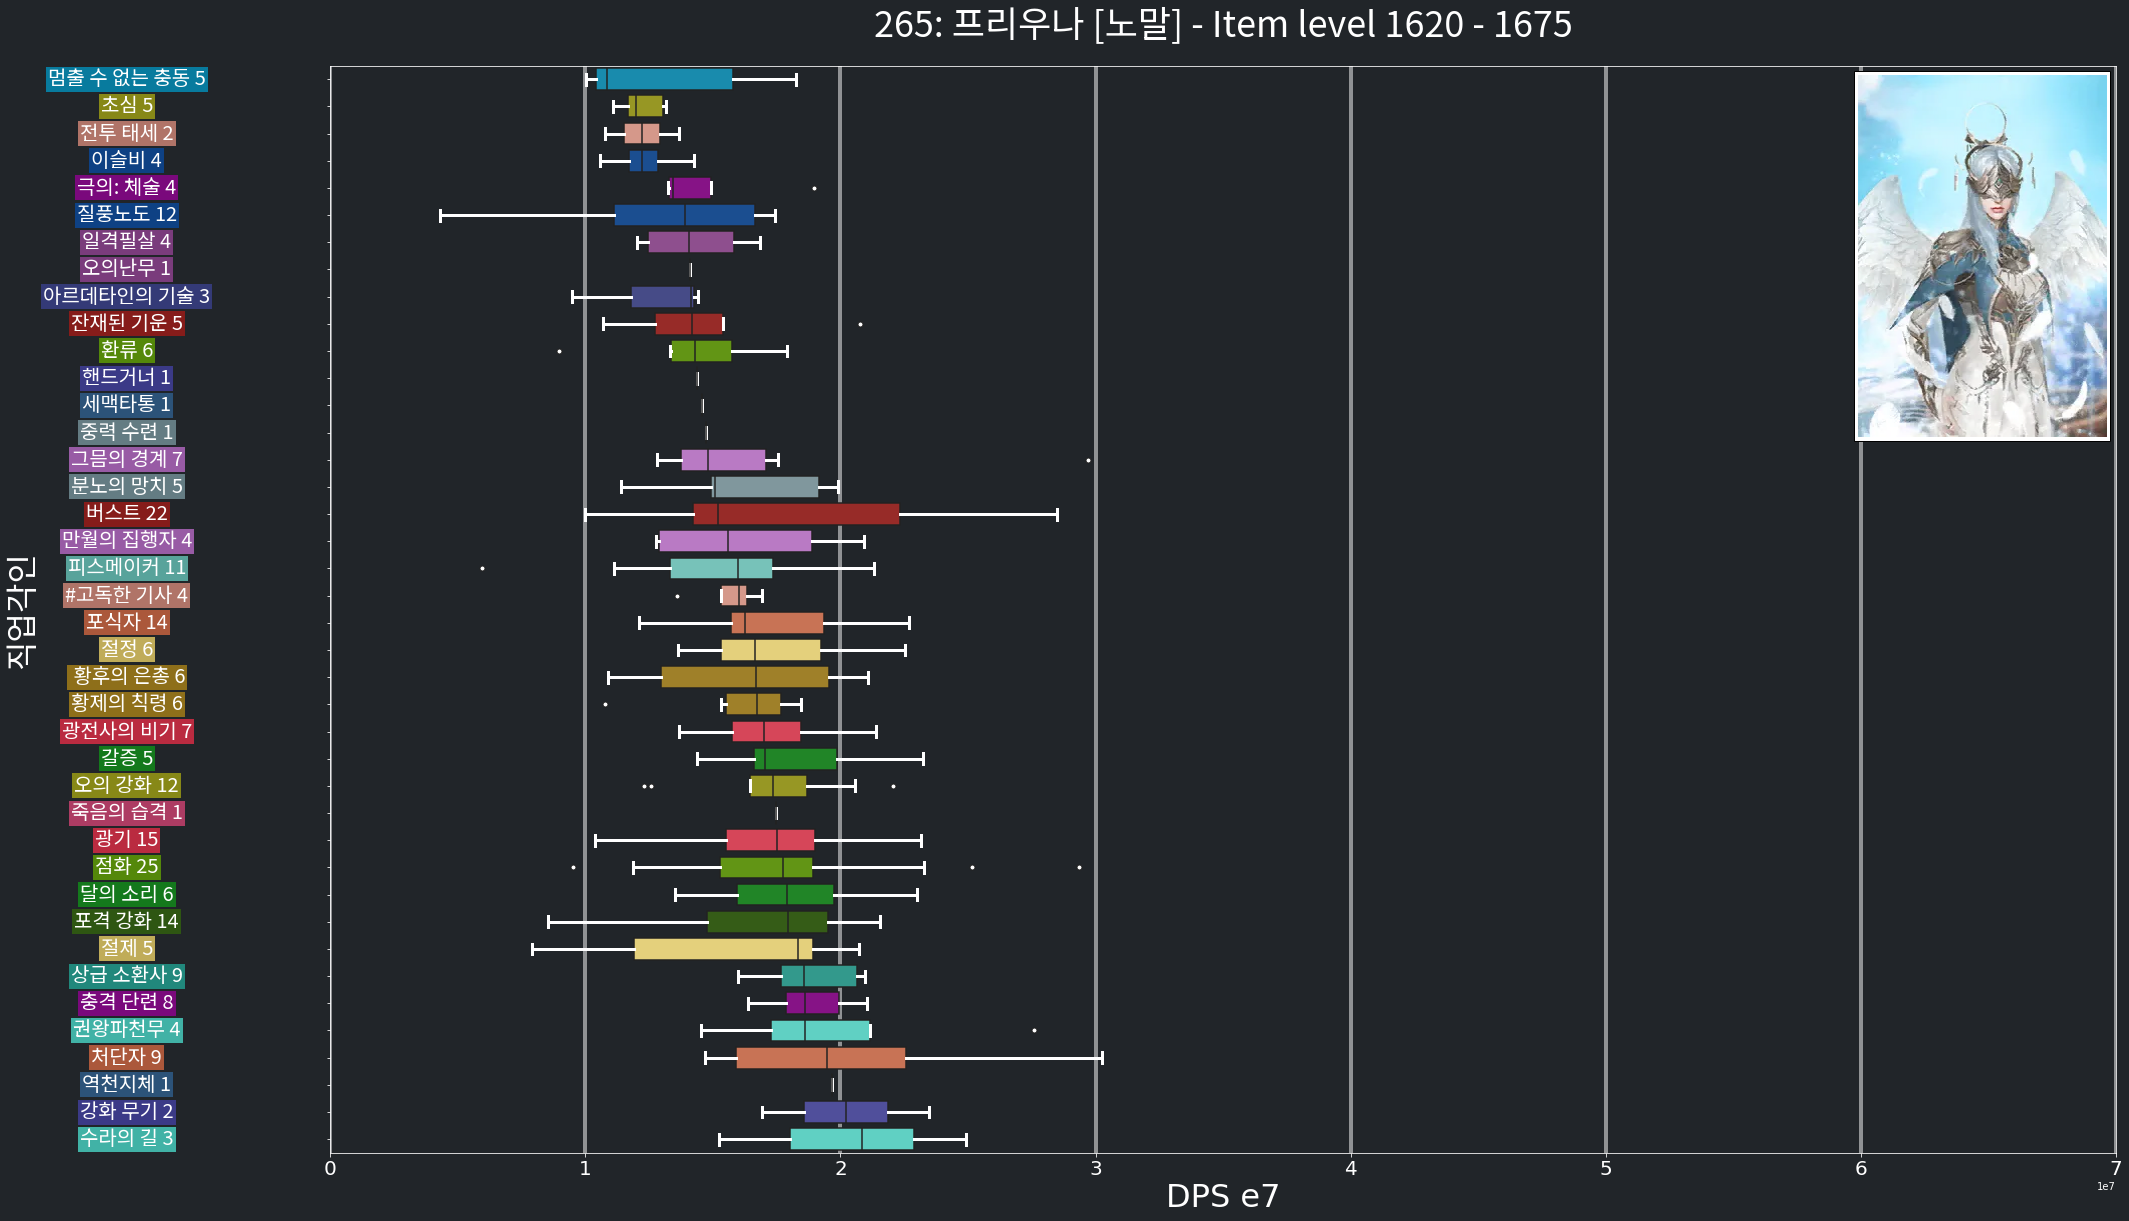 265: 프리우나 [노말] - Item level 1620 - 1675
멈출 수 없는 충동 5
초심 5
전투 태세 2
이슬비 4
극의: 체술 4
질풍노도 12
일격필살 4
오의난무 1
아르데타인의 기술 3
잔재된 기운 5
환류 6
핸드거너 1
세맥타통 1
중력 수련 1
그믐의 경계 7
분노의 망치 5
버스트 22
만월의 집행자 4
피스메이커 11
#고독한 기사 4
포식자 14
절정 6
황후의 은총 6
황제의 칙령 6
광전사의 비기 7
갈증 5
오의 강화 12
죽음의 습격 1
광기 15
점화 25
달의 소리 6
포격 강화 14
절제 5
상급 소환사 9
충격 단련 8
권왕파천무 4
처단자 9
역천지체 1
강화 무기 2
수라의 길 3
직업각인
0 1 2 3 4 5 6 7
1e7
DPS e7